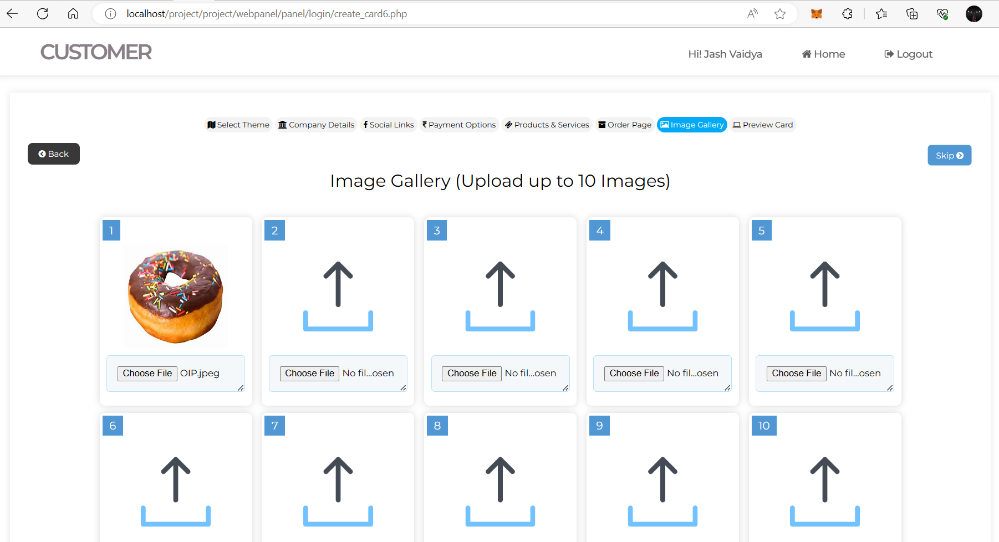 localhost/project/project/webpanel/panel/login/create_card6.php
CUSTOMER
Hi! Jash Vaidya Home Logout
Select Theme Company Details Social Links ₹ Payment Options Products & Services Order Page Image Gallery Preview Card
Back
Skip
Image Gallery (Upload up to 10 Images)
1 2 3 4 5
Choose File OIP.jpeg Choose File No fil...osen Choose File No fil...osen Choose File No fil...osen Choose File No fil...osen
6 7 8 9 10